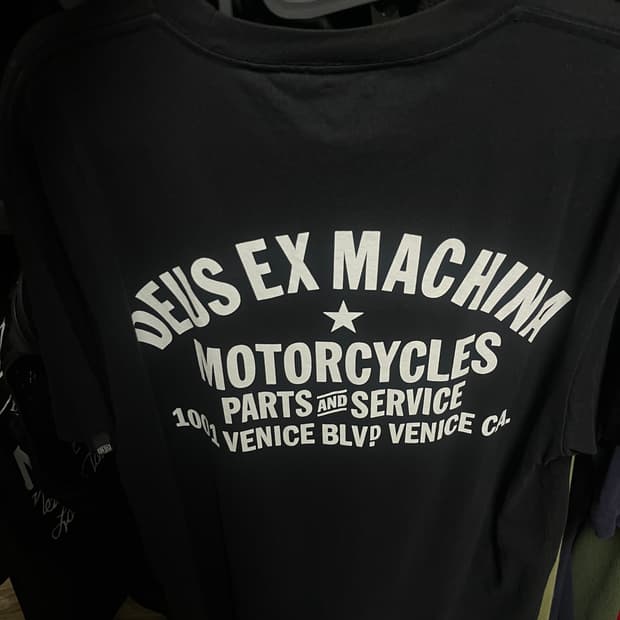 DEUS EX MACHINA
MOTORCYCLES
PARTS AND SERVICE
1001 VENICE BLVD VENICE CA.